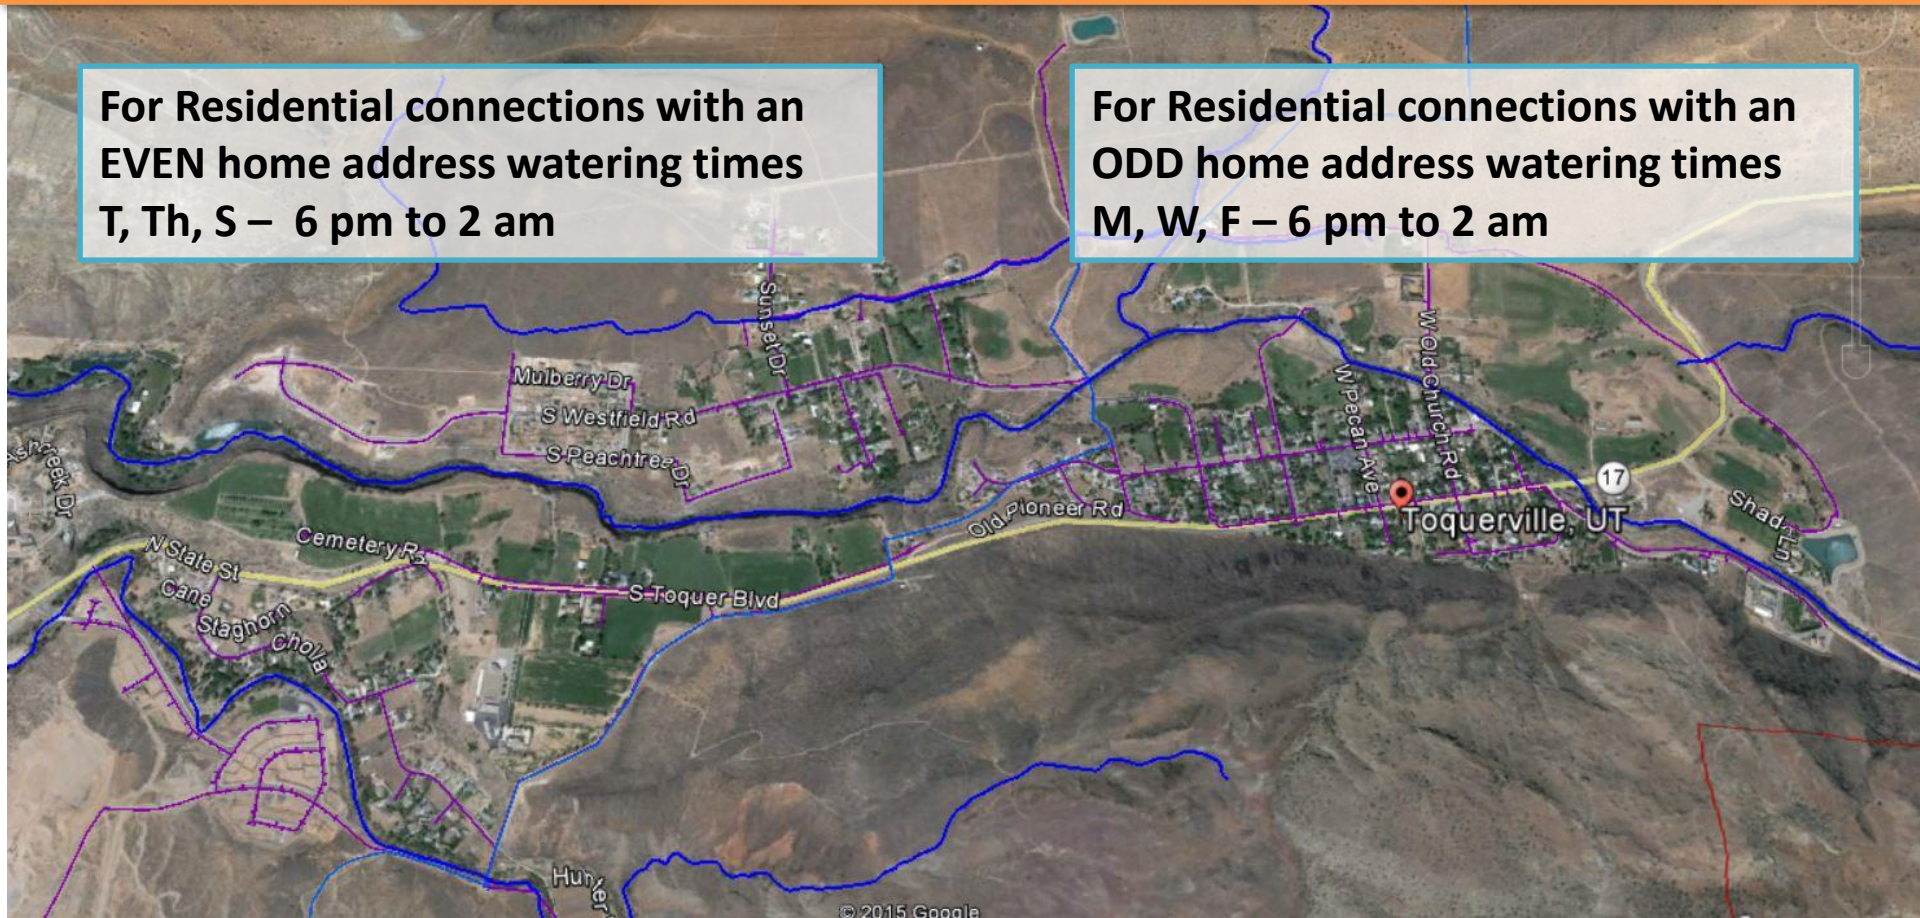 For Residential connections with an
EVEN home address watering times
T, Th, S – 6 pm to 2 am
For Residential connections with an
ODD home address watering times
M, W, F – 6 pm to 2 am
Sunset Dr
Mulberry Dr
S Westfield Rd
S Peachtree Dr
W Pecan Ave
W Old Church Rd
17
Toquerville, UT
Shad Ln
Old Pioneer Rd
N State St
Cemetery Rd
S Toquer Blvd
Cane
Staghorn
Cholla
© 2015 Google